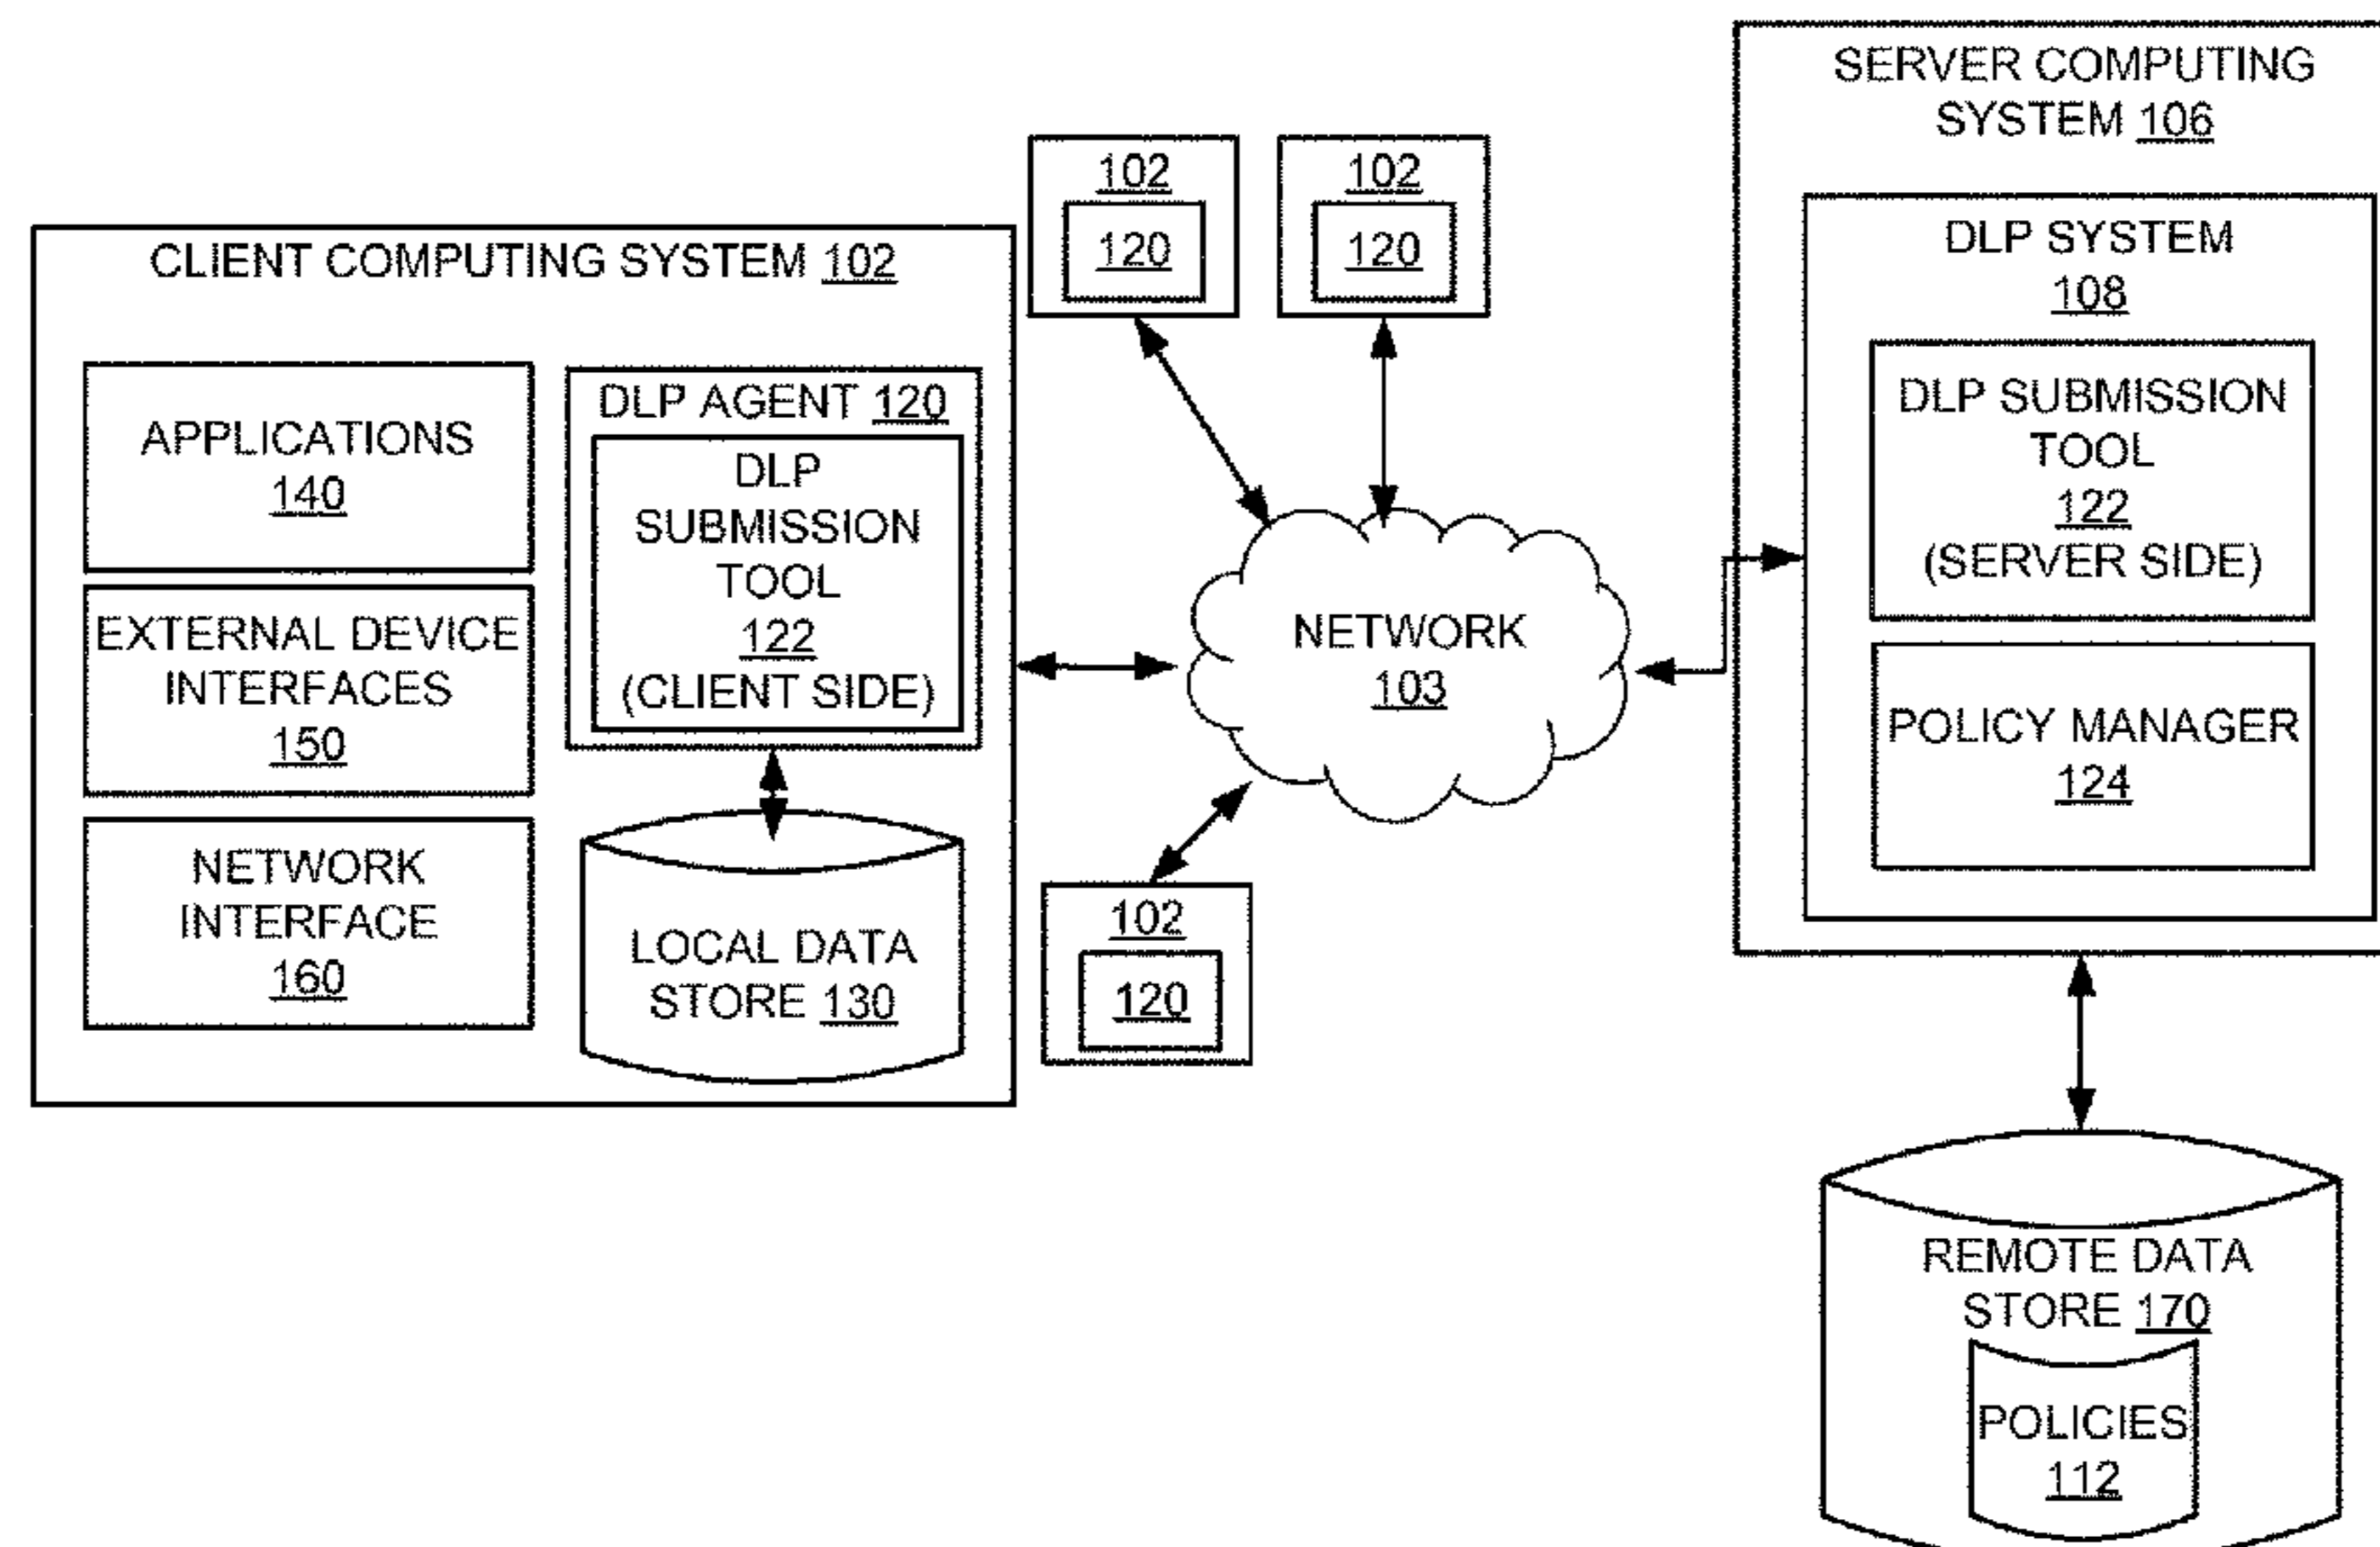 SERVER COMPUTING
SYSTEM 106
102
120
102
120
CLIENT COMPUTING SYSTEM 102
DLP SYSTEM
108
APPLICATIONS
140
DLP AGENT 120
DLP
SUBMISSION
TOOL
122
(CLIENT SIDE)
DLP SUBMISSION
TOOL
122
(SERVER SIDE)
EXTERNAL DEVICE
INTERFACES
150
NETWORK
103
POLICY MANAGER
124
NETWORK
INTERFACE
160
LOCAL DATA
STORE 130
102
120
REMOTE DATA
STORE 170
POLICIES
112